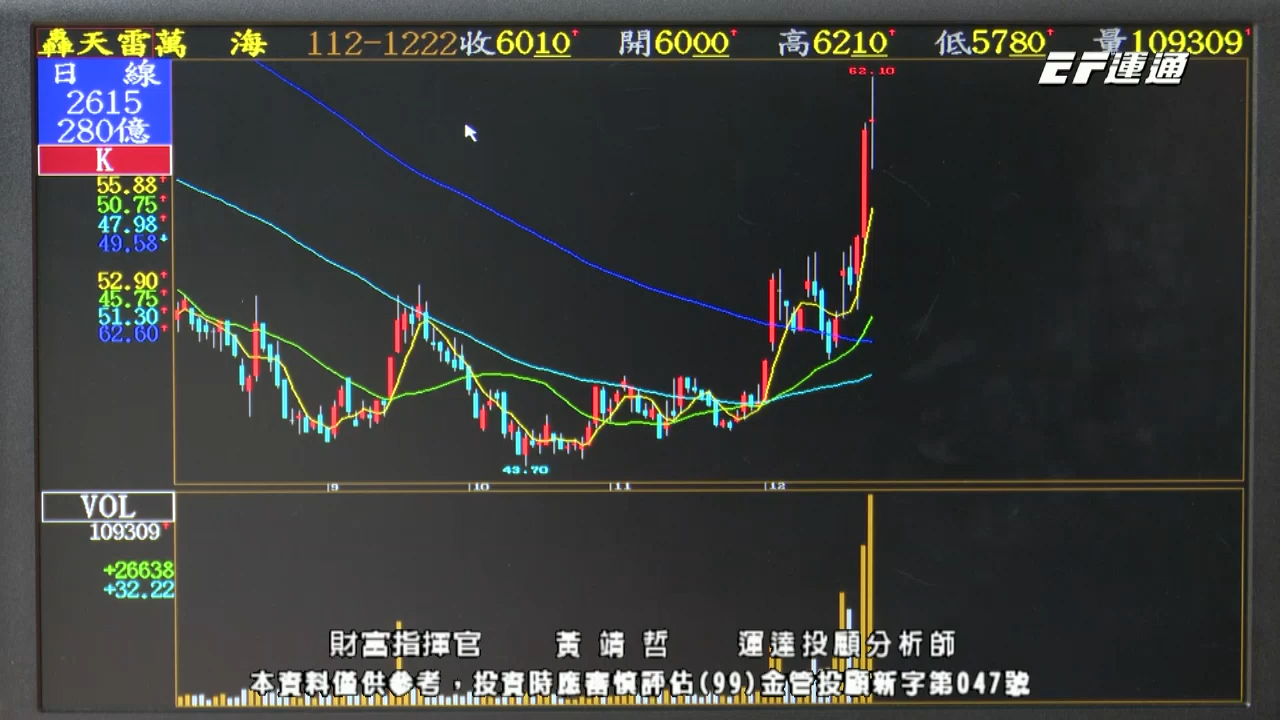 轟天雷萬 海 112-1222收6010↑ 開6000↑ 高6210↑ 低5780↑ 量109309↑
EF運通
日 線
2615
280億
K
62.10
55.88↑
50.75↑
47.98↑
49.58↓
52.90↑
45.75↑
51.30↑
62.60↑
43.70
9 10 11 12
VOL
109309↑
+26638
+32.22
財富指揮官 黃靖哲 運達投顧分析師
本資料僅供參考，投資時應審慎評估(99)金管投顧新字第047號